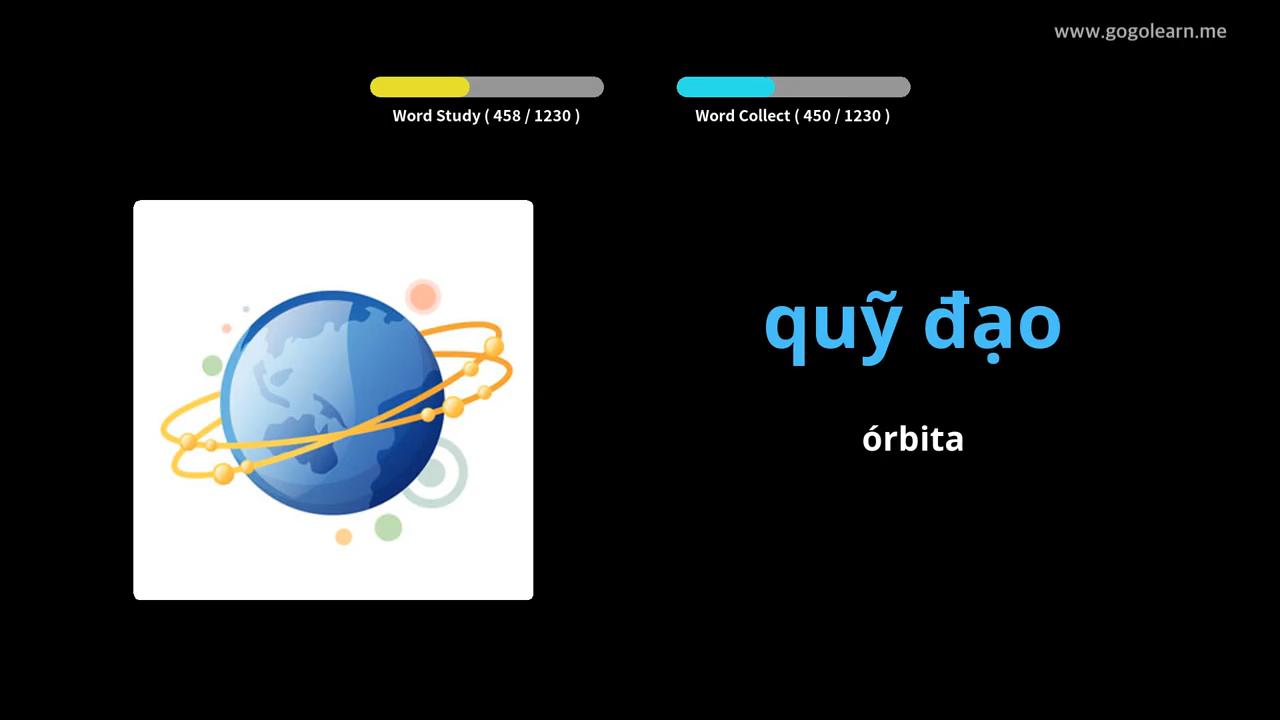 www.gogolearn.me
Word Study ( 458 / 1230 )
Word Collect ( 450 / 1230 )
quỹ đạo
órbita